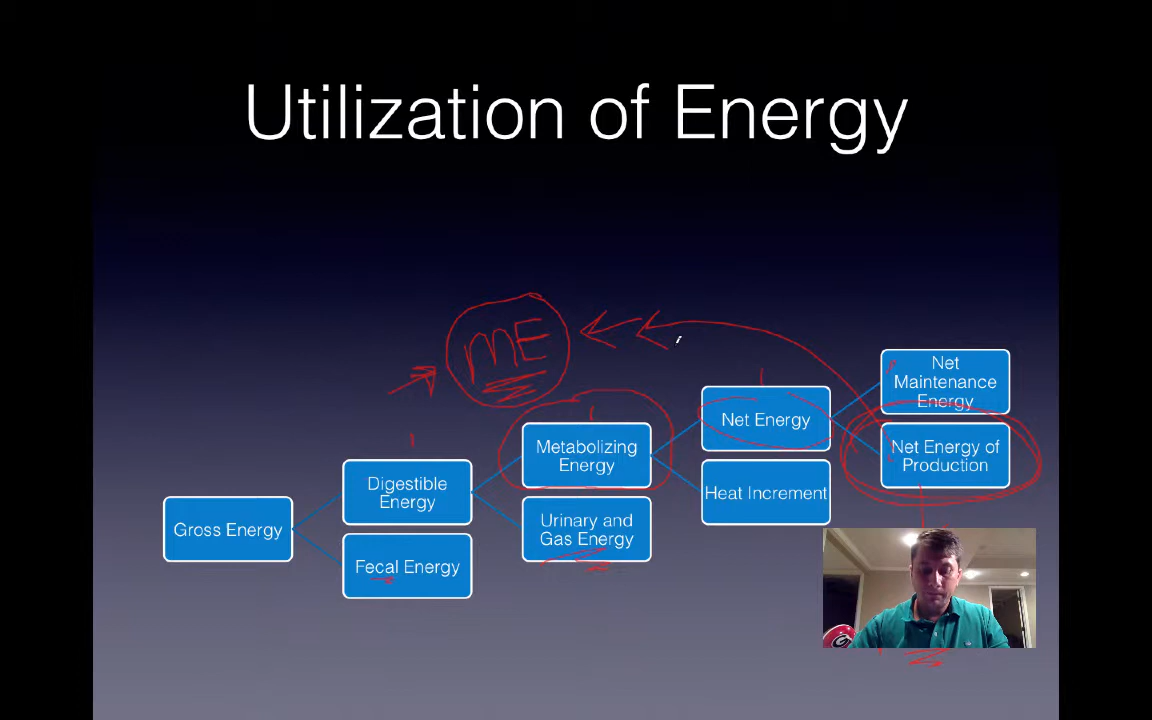 Utilization of Energy
ME
Net
Maintenance
Energy
Net Energy
Net Energy of
Production
Metabolizing
Energy
Heat Increment
Digestible
Energy
Urinary and
Gas Energy
Gross Energy
Fecal Energy
G